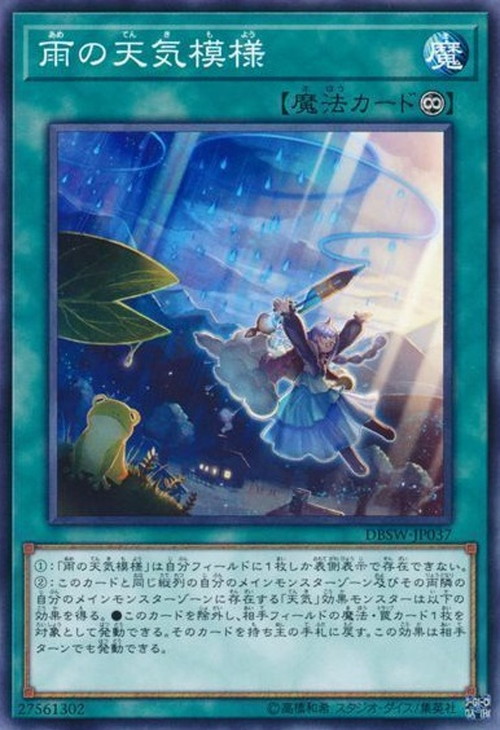 雨の天気模様
魔
【魔法カード】
DBSW-JP037
①:「雨の天気模様」は自分フィールドに1枚しか表側表示で存在できない。
②:このカードと同じ縦列の自分のメインモンスターゾーン及びその両隣の
自分のメインモンスターゾーンに存在する「天気」効果モンスターは以下の
効果を得る。●このカードを除外し、相手フィールドの魔法・罠カード1枚を
対象として発動できる。そのカードを持ち主の手札に戻す。この効果は相手
ターンでも発動できる。
27561302
©高橋和希 スタジオ・ダイス/集英社